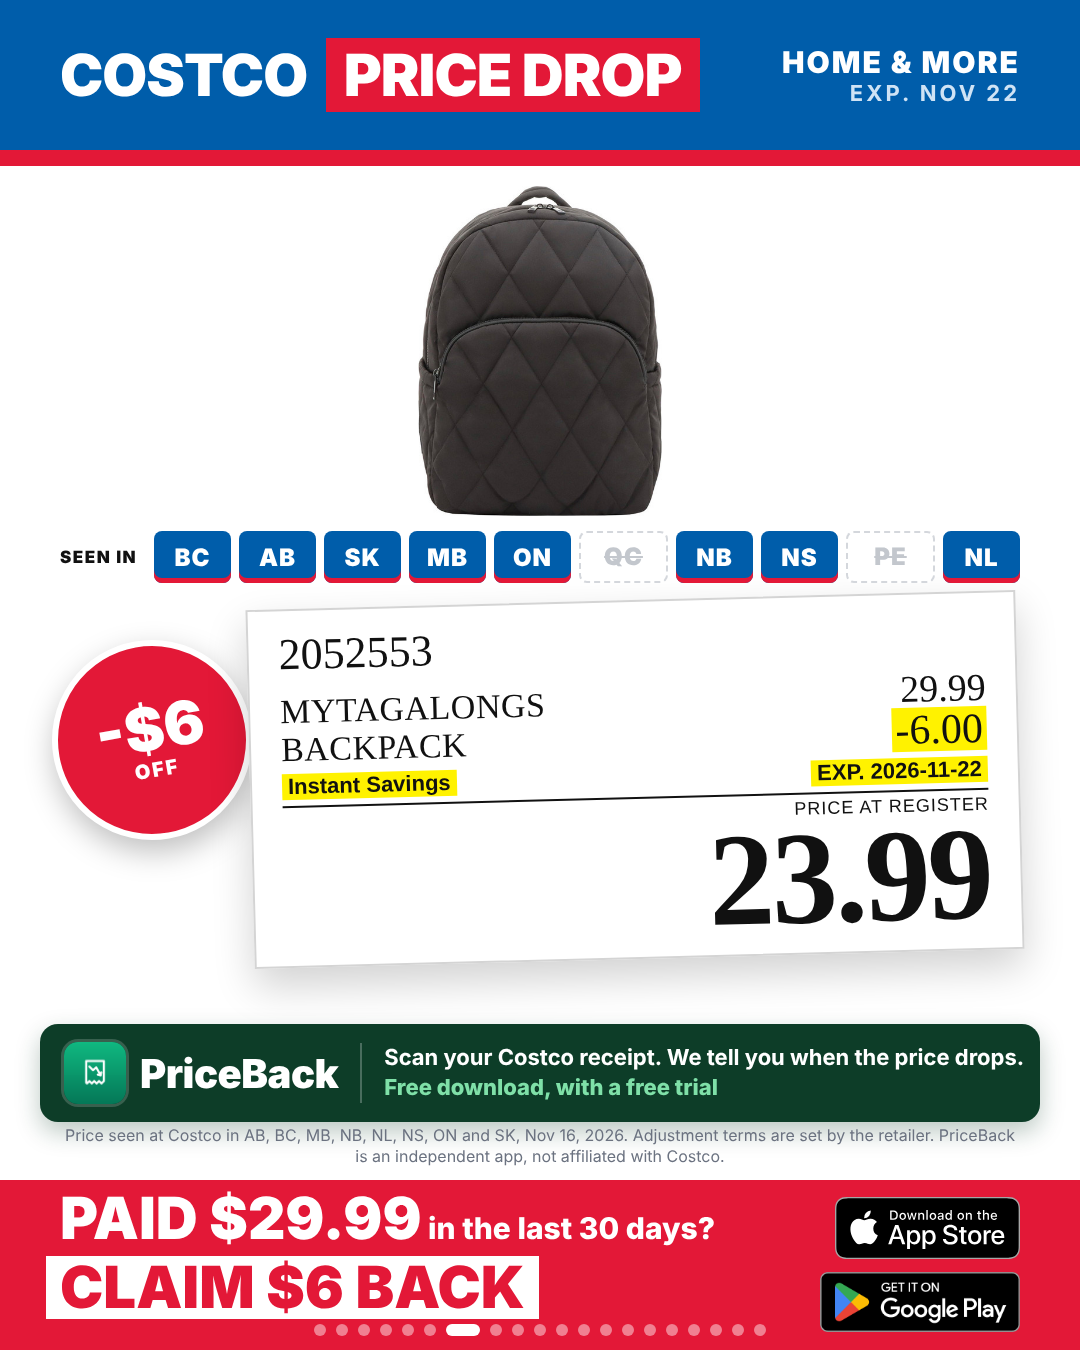 COSTCO PRICE DROP
HOME & MORE
EXP. NOV 22
SEEN IN BC AB SK MB ON QC NB NS PE NL
-$6
OFF
2052553
MYTAGALONGS
BACKPACK
Instant Savings
29.99
-6.00
EXP. 2026-11-22
PRICE AT REGISTER
23.99
PriceBack
Scan your Costco receipt. We tell you when the price drops.
Free download, with a free trial
Price seen at Costco in AB, BC, MB, NB, NL, NS, ON and SK, Nov 16, 2026. Adjustment terms are set by the retailer. PriceBack
is an independent app, not affiliated with Costco.
PAID $29.99 in the last 30 days?
CLAIM $6 BACK
Download on the
App Store
GET IT ON
Google Play